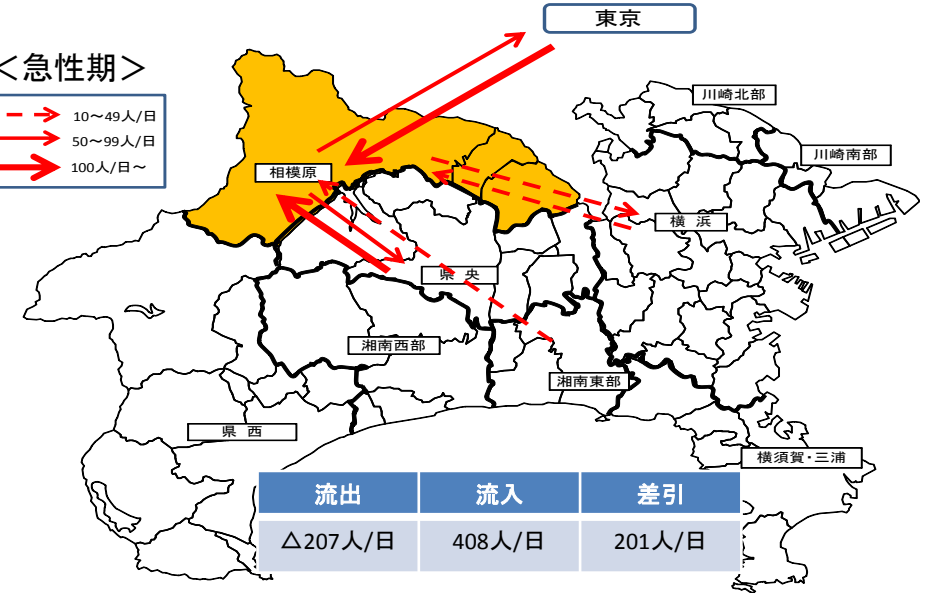 東京
＜急性期＞
10～49人/日
50～99人/日
100人/日～
川崎北部
川崎南部
相模原
横 浜
県 央
湘南西部
湘南東部
県 西
横須賀・三浦
流出 流入 差引
△207人/日 408人/日 201人/日